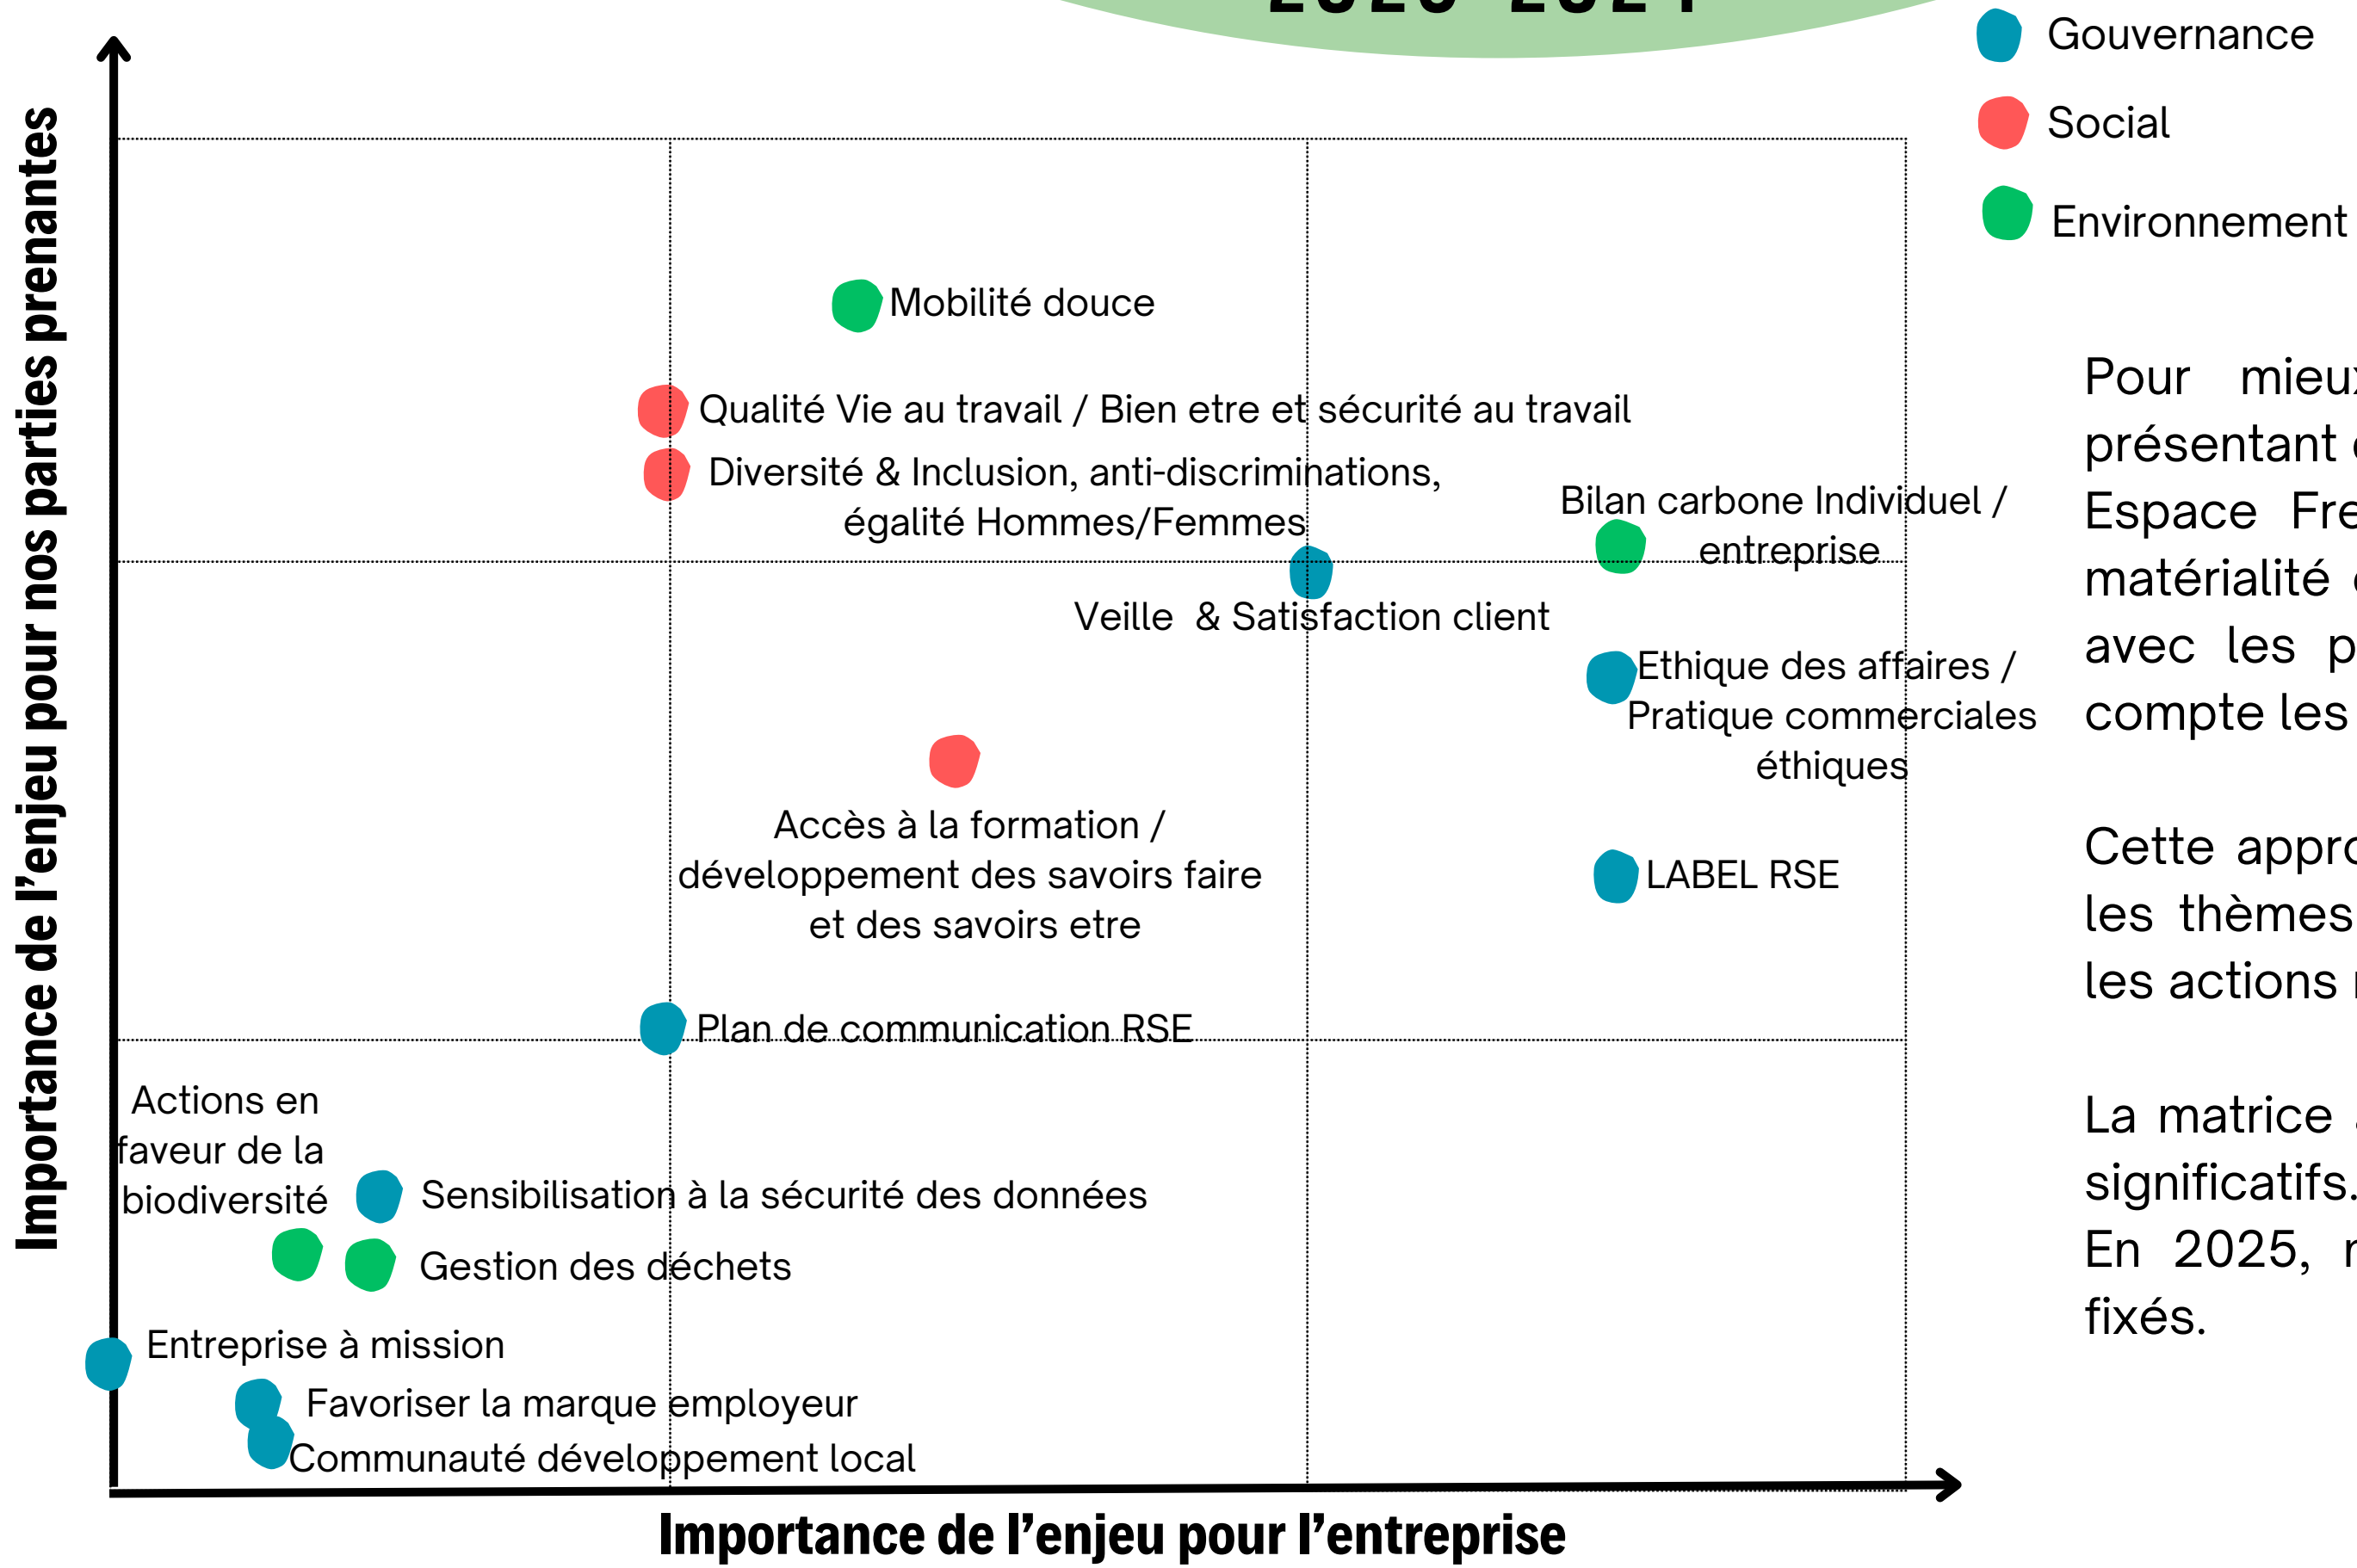 Gouvernance
Social
Environnement
Importance de l'enjeu pour nos parties prenantes
Mobilité douce
Qualité Vie au travail / Bien etre et sécurité au travail
Diversité & Inclusion, anti-discriminations,
égalité Hommes/Femmes
Bilan carbone Individuel /
entreprise
Veille & Satisfaction client
Ethique des affaires /
Pratique commerciales
éthiques
Accès à la formation /
développement des savoirs faire
et des savoirs etre
LABEL RSE
Plan de communication RSE
Actions en
faveur de la
biodiversité
Sensibilisation à la sécurité des données
Gestion des déchets
Entreprise à mission
Favoriser la marque employeur
Communauté développement local
Importance de l'enjeu pour l'entreprise
Pour
présentant
Espace
matérialité
avec les
compte les
Cette
les thèmes
les actions
La matrice
significatifs.
En 2025,
fixés.